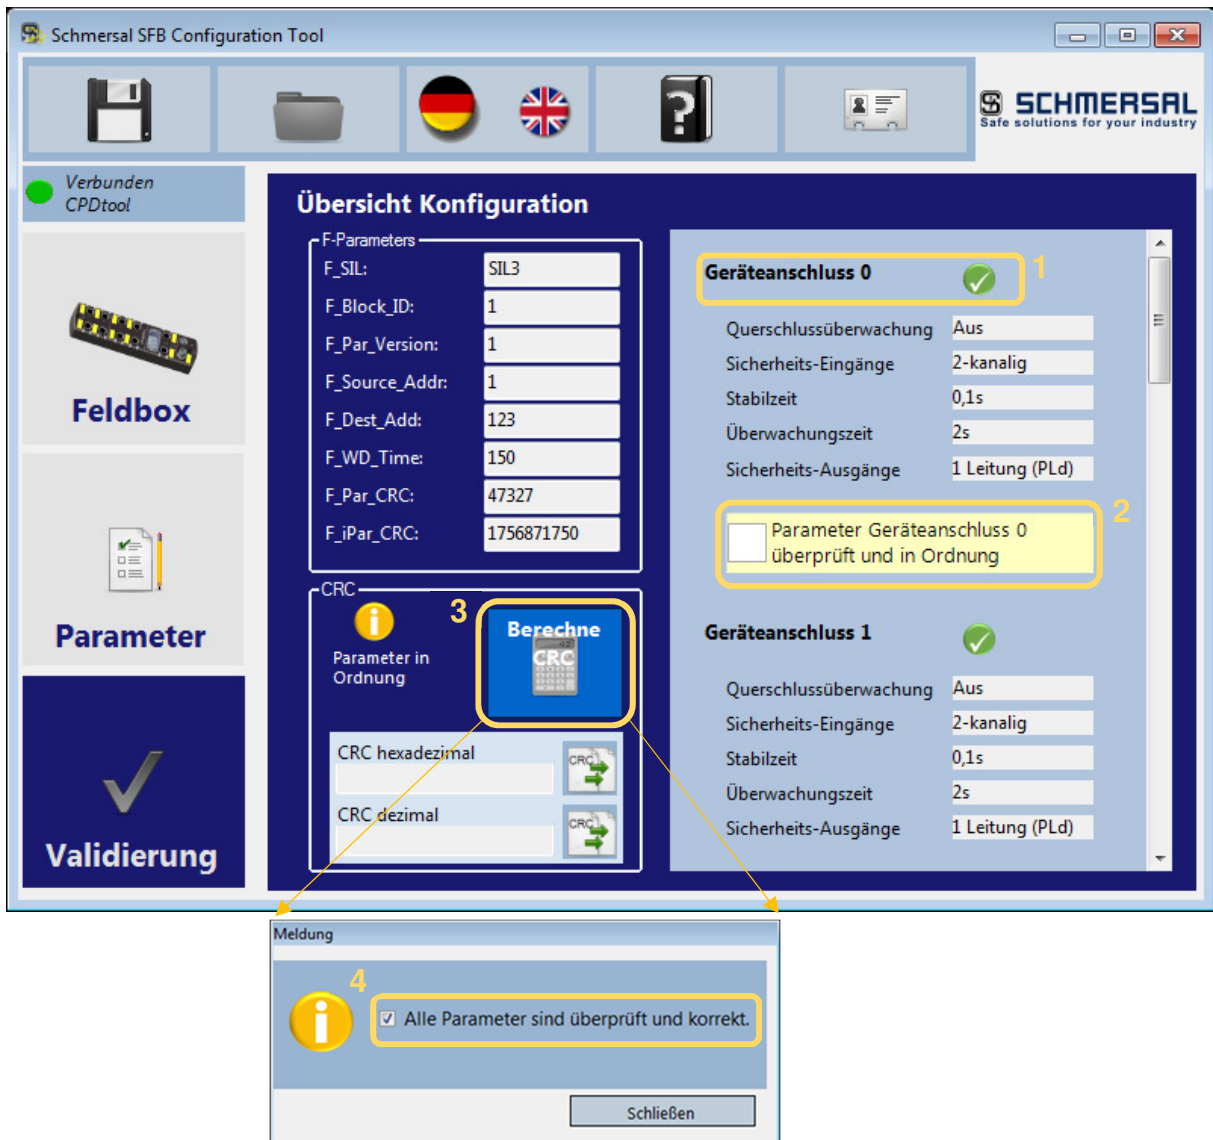 Schmersal SFB Configuration Tool
SCHMERSAL
Safe solutions for your industry
Verbunden
CPDtool
Feldbox
Parameter
Validierung
Übersicht Konfiguration
F-Parameters
F_SIL: SIL3
F_Block_ID: 1
F_Par_Version: 1
F_Source_Addr: 1
F_Dest_Add: 123
F_WD_Time: 150
F_Par_CRC: 47327
F_iPar_CRC: 1756871750
CRC
Parameter in
Ordnung
3
Berechne
CRC
CRC hexadezimal
CRC
CRC dezimal
CRC
Geräteanschluss 0
1
Querschlussüberwachung Aus
Sicherheits-Eingänge 2-kanalig
Stabilzeit 0,1s
Überwachungszeit 2s
Sicherheits-Ausgänge 1 Leitung (PLd)
2
Parameter Geräteanschluss 0
überprüft und in Ordnung
Geräteanschluss 1
Querschlussüberwachung Aus
Sicherheits-Eingänge 2-kanalig
Stabilzeit 0,1s
Überwachungszeit 2s
Sicherheits-Ausgänge 1 Leitung (PLd)
Meldung
4
Alle Parameter sind überprüft und korrekt.
Schließen